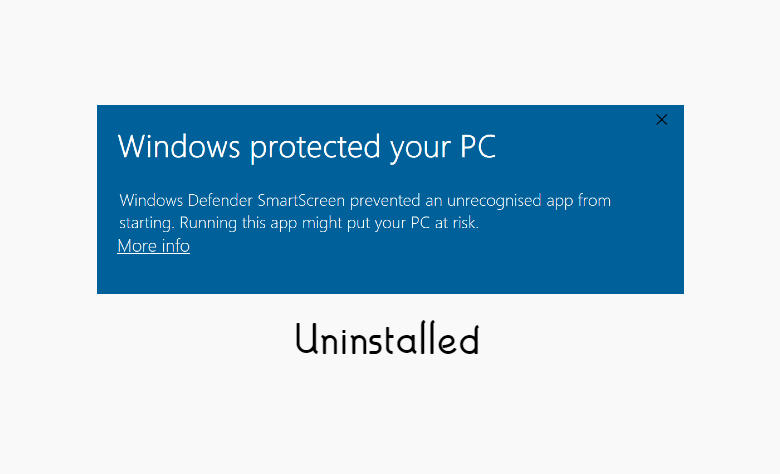 Windows protected your PC
Windows Defender SmartScreen prevented an unrecognised app from
starting. Running this app might put your PC at risk.
More info
Uninstalled